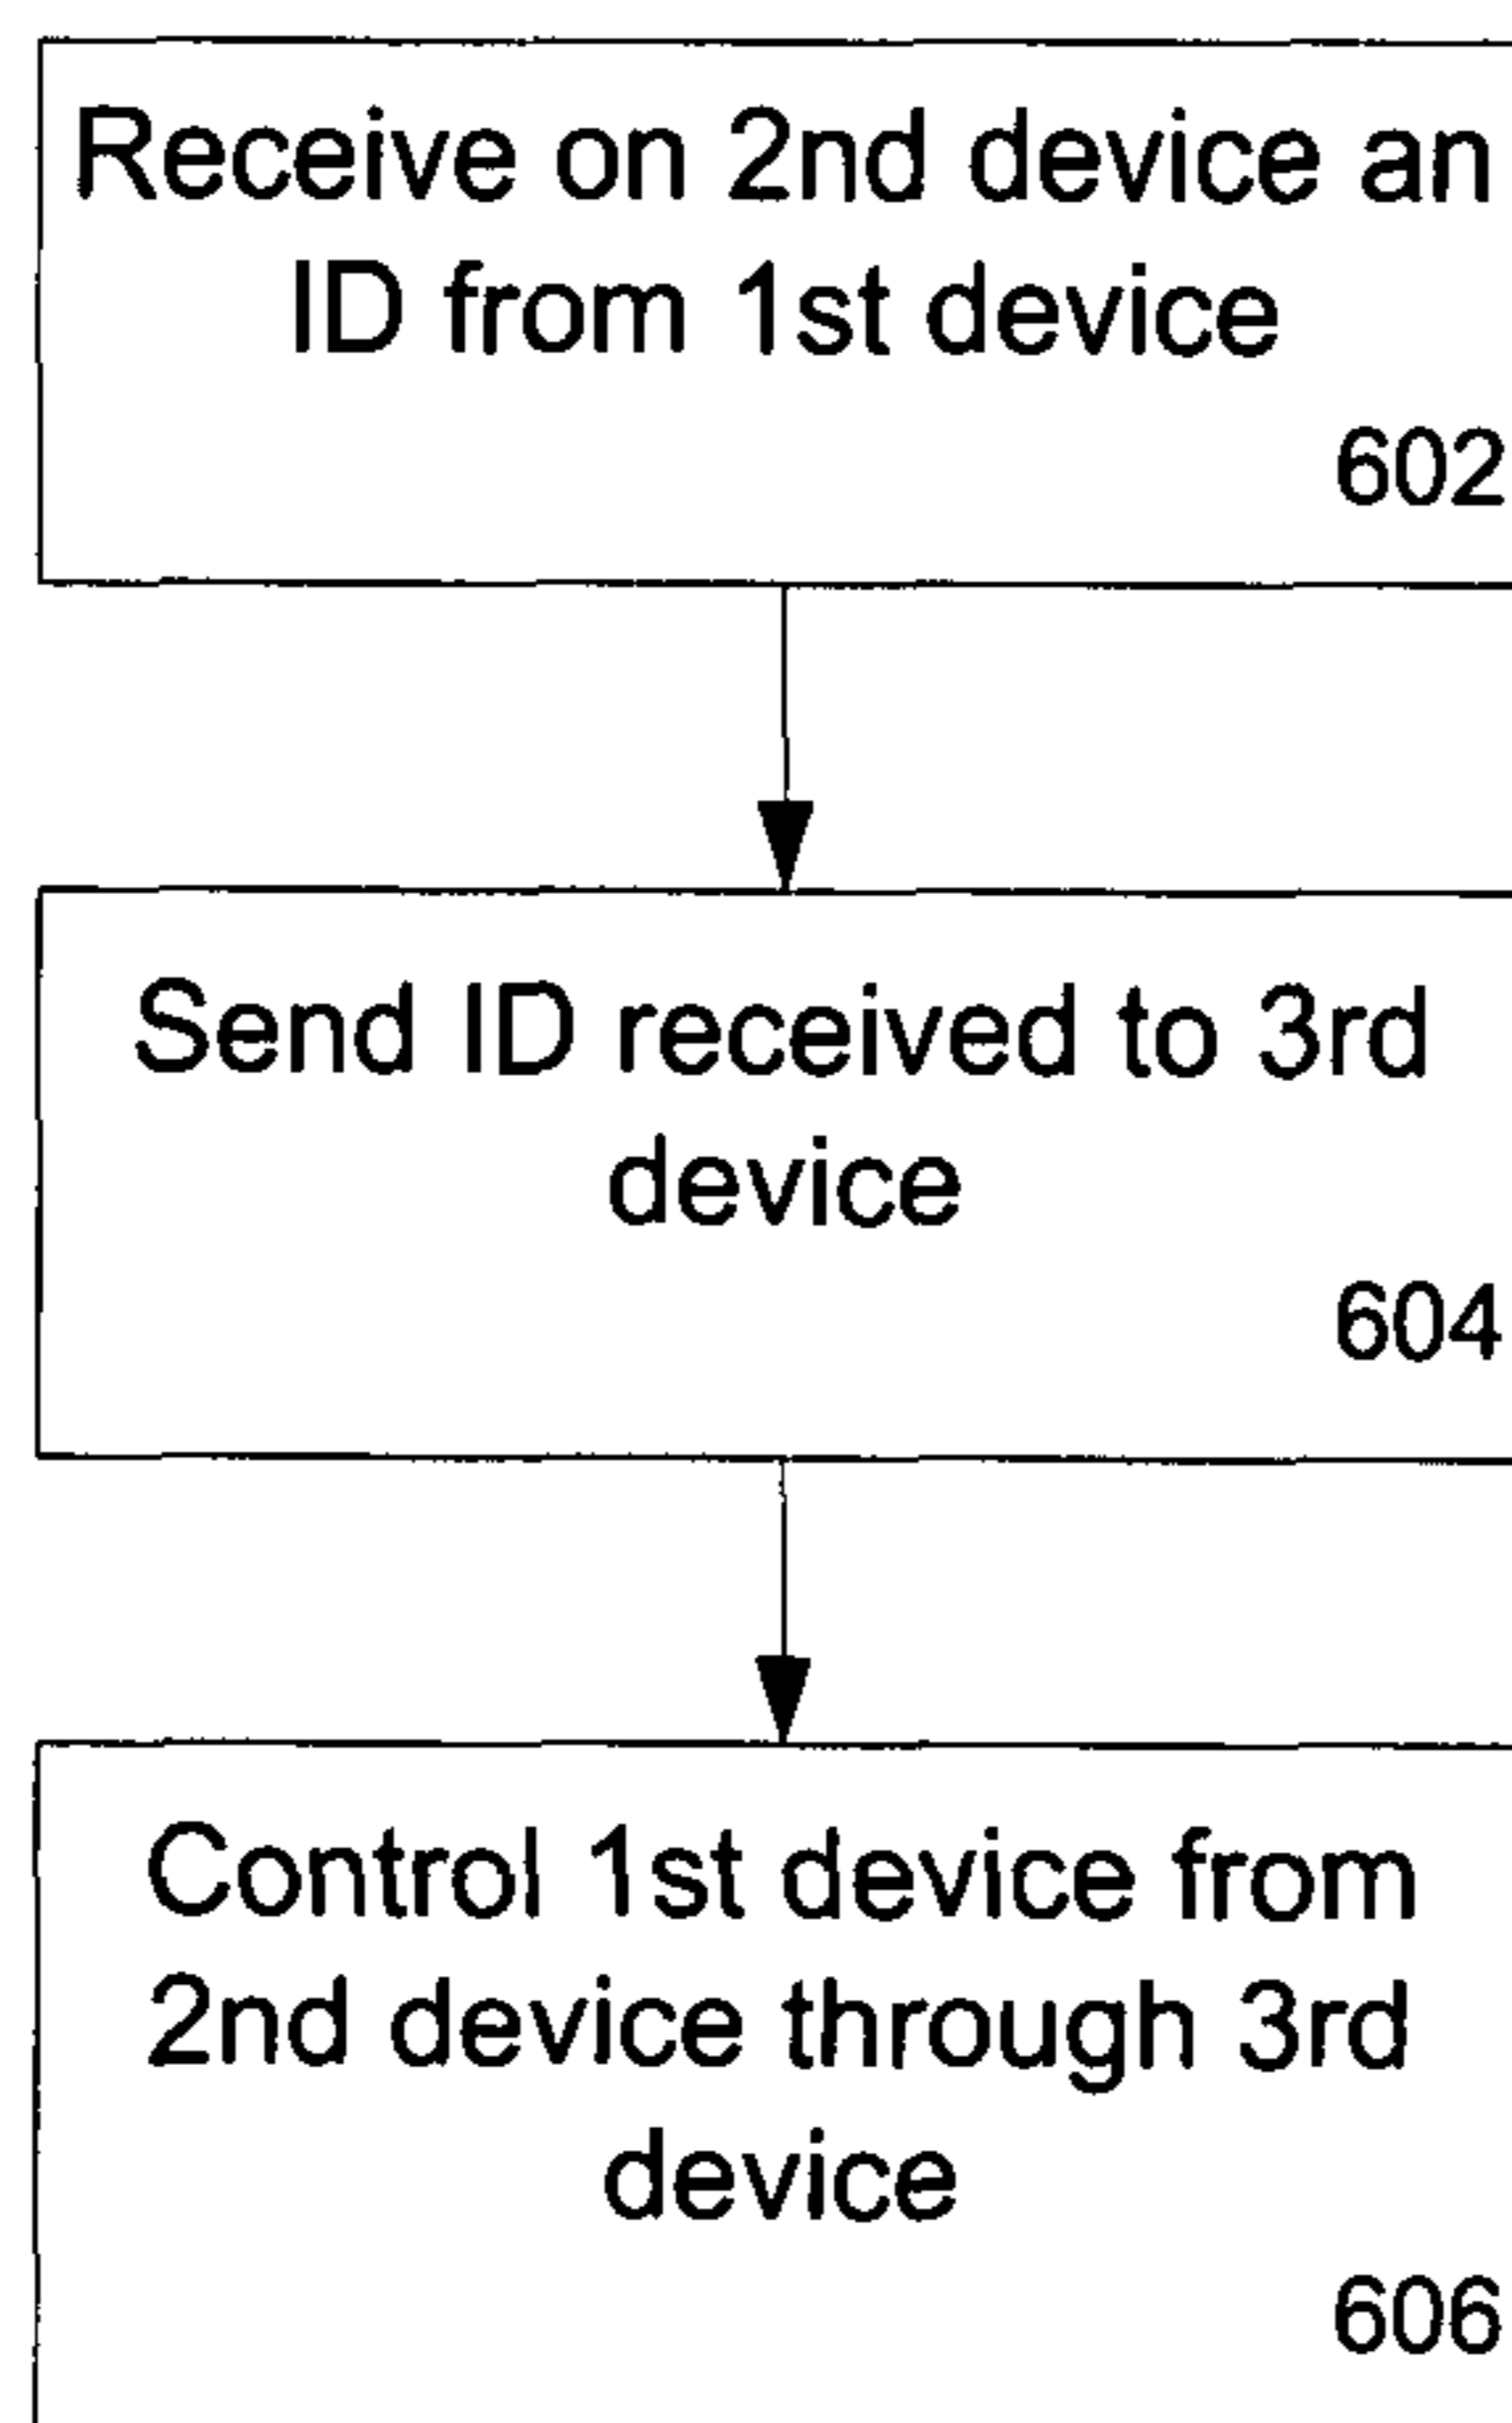 Receive on 2nd device an
ID from 1st device
602
Send ID received to 3rd
device
604
Control 1st device from
2nd device through 3rd
device
606